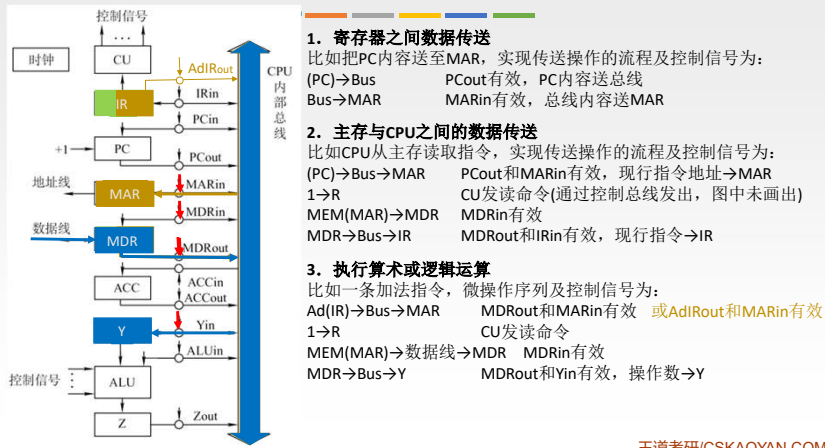 控制信号
CU
时钟
AdIRout
CPU内部总线
IR
IRin
PCin
+1
PC
PCout
地址线
MAR
MARin
MDRin
数据线
MDR
MDRout
ACC
ACCin
ACCout
Y
Yin
ALUin
控制信号
ALU
Z
Zout
1．寄存器之间数据传送
比如把PC内容送至MAR，实现传送操作的流程及控制信号为：
(PC)→Bus PCout有效，PC内容送总线
Bus→MAR MARin有效，总线内容送MAR
2．主存与CPU之间的数据传送
比如CPU从主存读取指令，实现传送操作的流程及控制信号为：
(PC)→Bus→MAR PCout和MARin有效，现行指令地址→MAR
1→R CU发读命令(通过控制总线发出，图中未画出)
MEM(MAR)→MDR MDRin有效
MDR→Bus→IR MDRout和IRin有效，现行指令→IR
3．执行算术或逻辑运算
比如一条加法指令，微操作序列及控制信号为：
Ad(IR)→Bus→MAR MDRout和MARin有效 或AdIRout和MARin有效
1→R CU发读命令
MEM(MAR)→数据线→MDR MDRin有效
MDR→Bus→Y MDRout和Yin有效，操作数→Y
王道考研/CSKAOYAN.COM